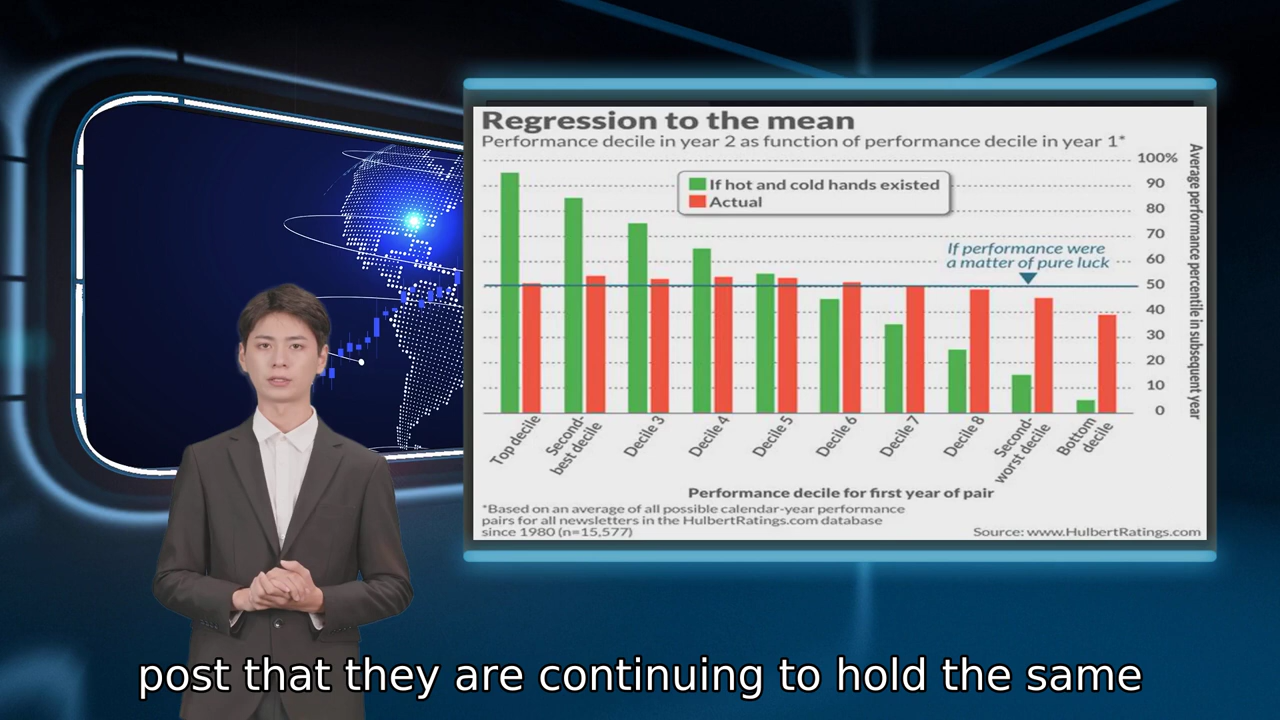 Regression to the mean
Performance decile in year 2 as function of performance decile in year 1*
100%
90
80
70
60
50
40
30
20
10
0
Average performance percentile in subsequent year
If hot and cold hands existed
Actual
If performance were
a matter of pure luck
Top decile
Second-
best decile
Decile 3
Decile 4
Decile 5
Decile 6
Decile 7
Decile 8
Second-
worst decile
Bottom
decile
Performance decile for first year of pair
*Based on an average of all possible calendar-year performance
pairs for all newsletters in the HulbertRatings.com database
since 1980 (n=15,577)
Source: www.HulbertRatings.com
post that they are continuing to hold the same